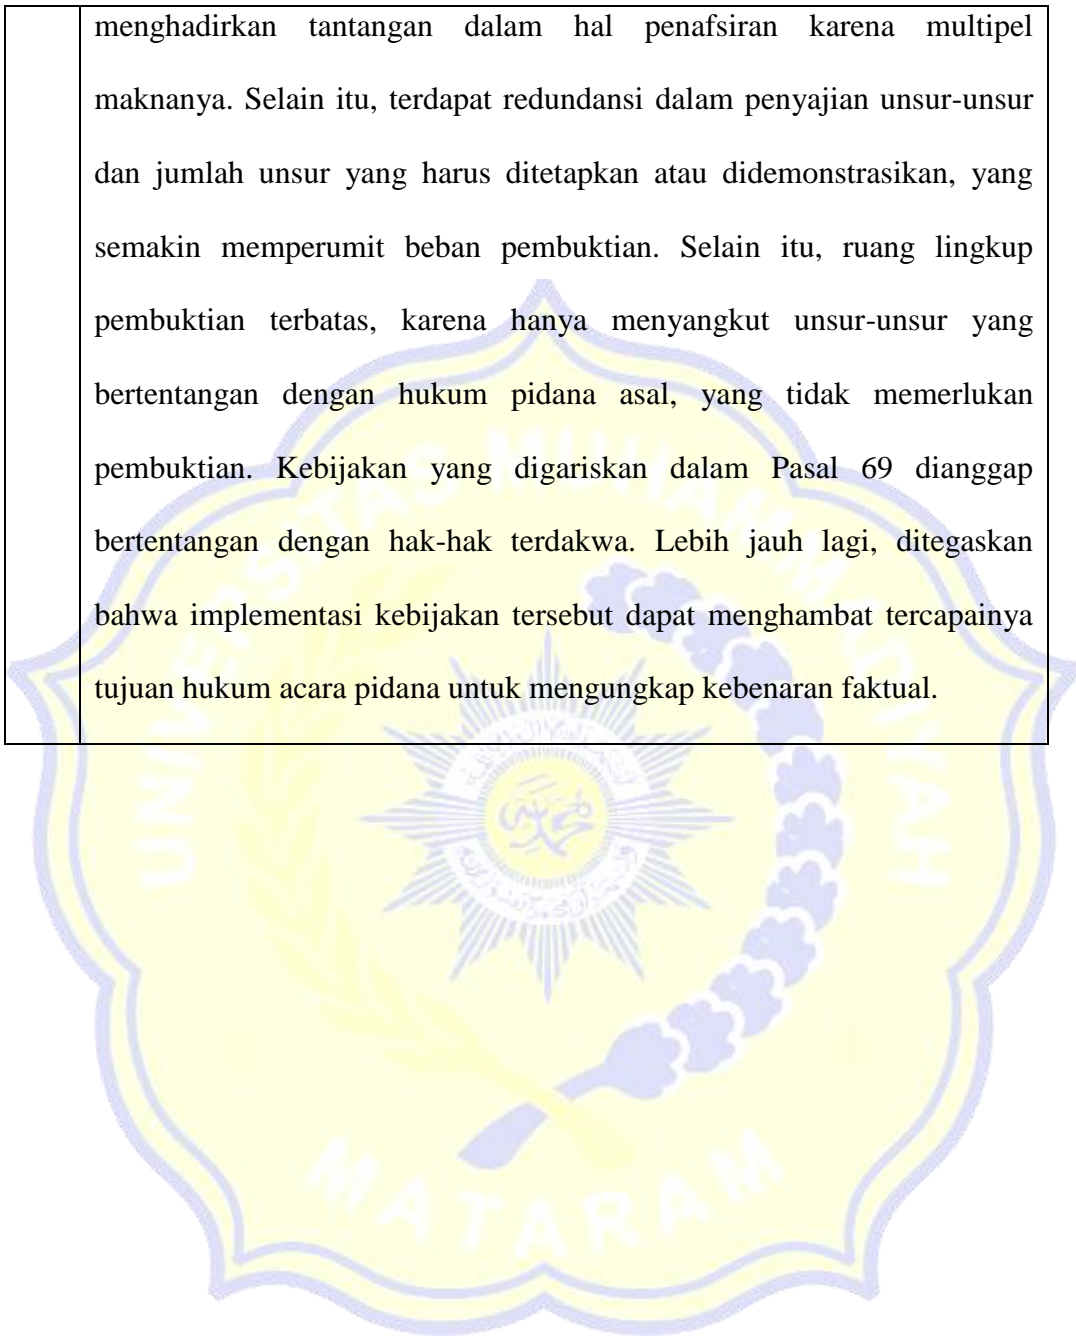 menghadirkan tantangan dalam hal penafsiran karena multipel
maknanya. Selain itu, terdapat redundansi dalam penyajian unsur-unsur
dan jumlah unsur yang harus ditetapkan atau didemonstrasikan, yang
semakin memperumit beban pembuktian. Selain itu, ruang lingkup
pembuktian terbatas, karena hanya menyangkut unsur-unsur yang
bertentangan dengan hukum pidana asal, yang tidak memerlukan
pembuktian. Kebijakan yang digariskan dalam Pasal 69 dianggap
bertentangan dengan hak-hak terdakwa. Lebih jauh lagi, ditegaskan
bahwa implementasi kebijakan tersebut dapat menghambat tercapainya
tujuan hukum acara pidana untuk mengungkap kebenaran faktual.
UNIVERSITAS MUHAMMADIYAH
MATARAM